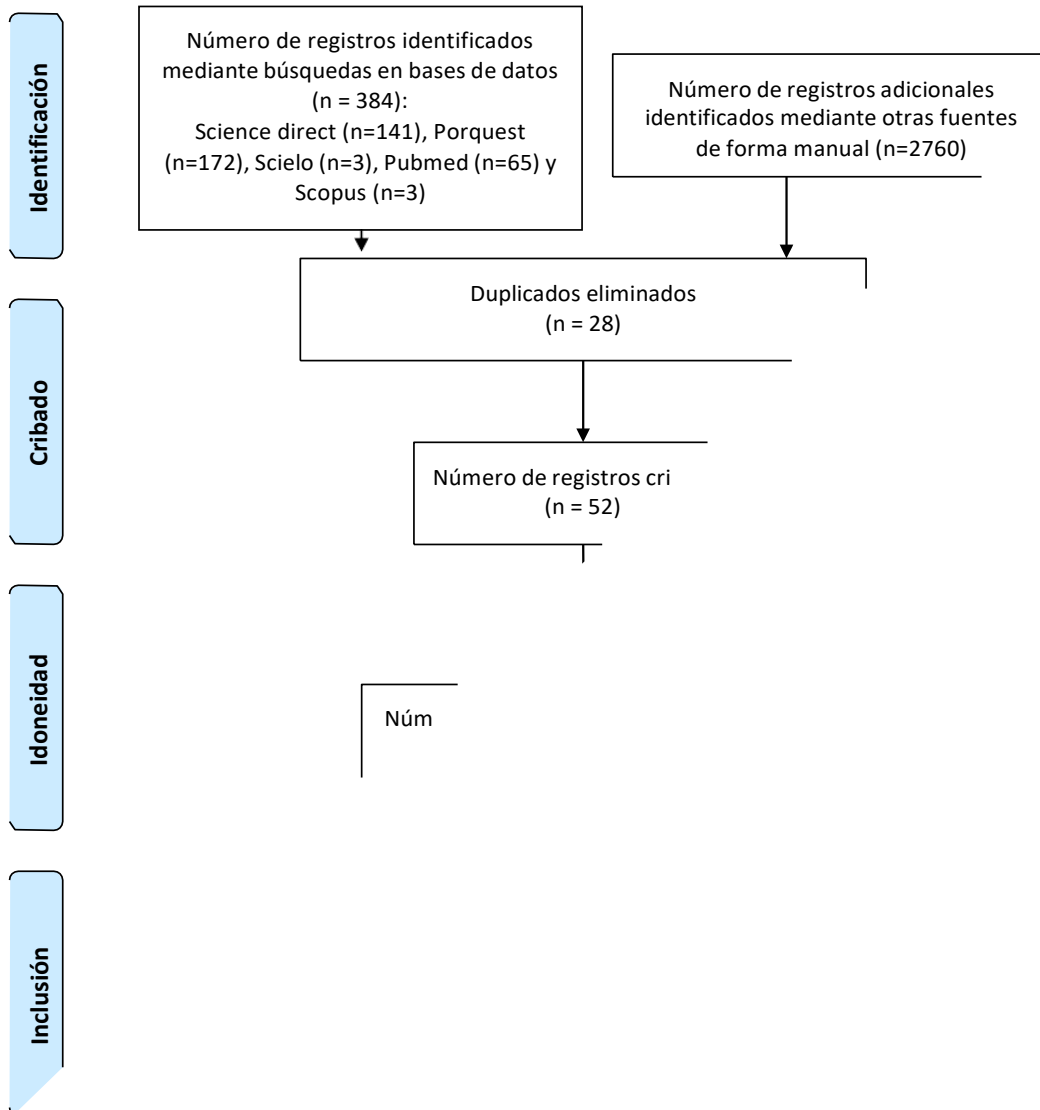 Identificación
Número de registros identificados
mediante búsquedas en bases de datos
(n = 384):
Science direct (n=141), Porquest
(n=172), Scielo (n=3), Pubmed (n=65) y
Scopus (n=3)
Número de registros adicionales
identificados mediante otras fuentes
de forma manual (n=2760)
Cribado
Duplicados eliminados
(n = 28)
Número de registros cri
(n = 52)
Idoneidad
Núm
Inclusión